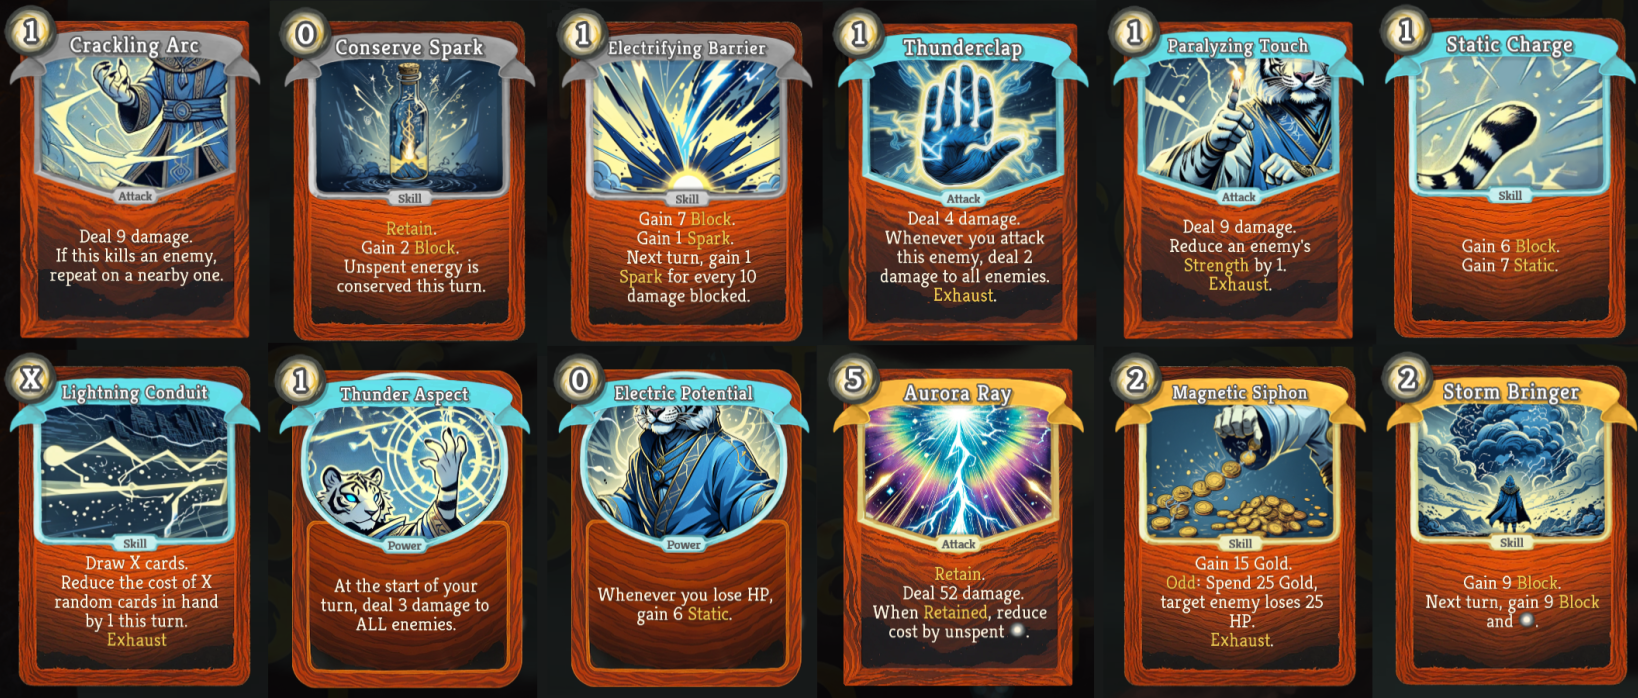 1
Crackling Arc
Attack
Deal 9 damage.
If this kills an enemy,
repeat on a nearby one.
0
Conserve Spark
Skill
Retain.
Gain 2 Block.
Unspent energy is
conserved this turn.
1
Electrifying Barrier
Skill
Gain 7 Block.
Gain 1 Spark.
Next turn, gain 1
Spark for every 10
damage blocked.
1
Thunderclap
Attack
Deal 4 damage.
Whenever you attack
this enemy, deal 2
damage to all enemies.
Exhaust.
1
Paralyzing Touch
Attack
Deal 9 damage.
Reduce an enemy's
Strength by 1.
Exhaust.
1
Static Charge
Skill
Gain 6 Block.
Gain 7 Static.
X
Lightning Conduit
Skill
Draw X cards.
Reduce the cost of X
random cards in hand
by 1 this turn.
Exhaust
1
Thunder Aspect
Power
At the start of your
turn, deal 3 damage to
ALL enemies.
0
Electric Potential
Power
Whenever you lose HP,
gain 6 Static.
5
Aurora Ray
Attack
Retain.
Deal 52 damage.
When Retained, reduce
cost by unspent .
2
Magnetic Siphon
Skill
Gain 15 Gold.
Odd: Spend 25 Gold,
target enemy loses 25
HP.
Exhaust.
2
Storm Bringer
Skill
Gain 9 Block.
Next turn, gain 9 Block
and .